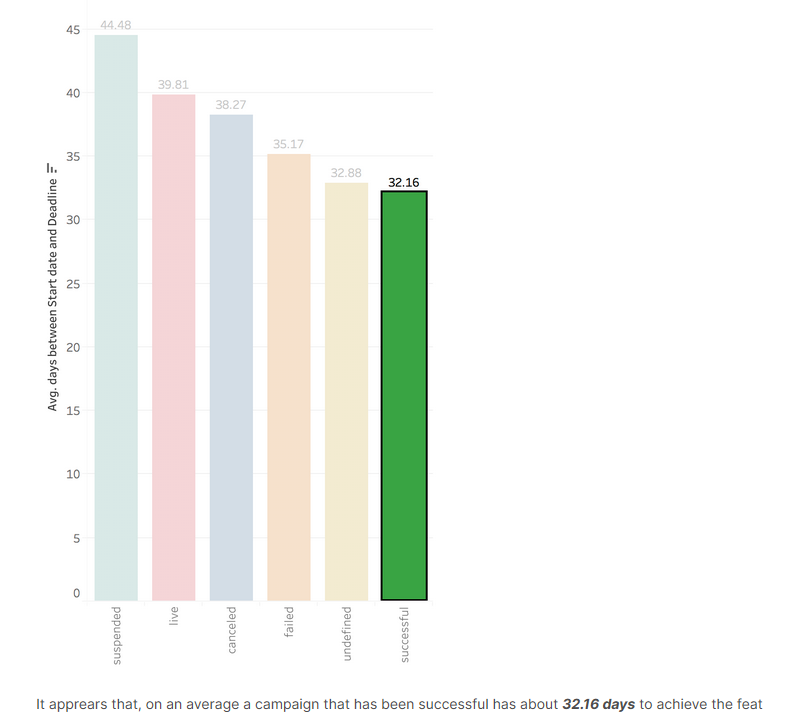 44.48
39.81
38.27
35.17
32.88
32.16
45
40
35
30
25
20
15
10
5
0
Avg. days between Start date and Deadline
suspended
live
canceled
failed
undefined
successful
It apprears that, on an average a campaign that has been successful has about 32.16 days to achieve the feat